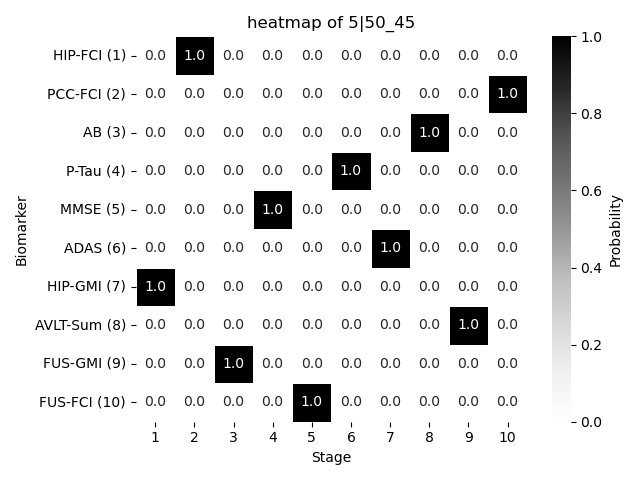 heatmap of 5|50_45
HIP-FCI (1) 0.0 1.0 0.0 0.0 0.0 0.0 0.0 0.0 0.0 0.0
PCC-FCI (2) 0.0 0.0 0.0 0.0 0.0 0.0 0.0 0.0 0.0 1.0
AB (3) 0.0 0.0 0.0 0.0 0.0 0.0 0.0 1.0 0.0 0.0
P-Tau (4) 0.0 0.0 0.0 0.0 0.0 1.0 0.0 0.0 0.0 0.0
MMSE (5) 0.0 0.0 0.0 1.0 0.0 0.0 0.0 0.0 0.0 0.0
ADAS (6) 0.0 0.0 0.0 0.0 0.0 0.0 1.0 0.0 0.0 0.0
HIP-GMI (7) 1.0 0.0 0.0 0.0 0.0 0.0 0.0 0.0 0.0 0.0
AVLT-Sum (8) 0.0 0.0 0.0 0.0 0.0 0.0 0.0 0.0 1.0 0.0
FUS-GMI (9) 0.0 0.0 1.0 0.0 0.0 0.0 0.0 0.0 0.0 0.0
FUS-FCI (10) 0.0 0.0 0.0 0.0 1.0 0.0 0.0 0.0 0.0 0.0
1 2 3 4 5 6 7 8 9 10
Stage
Biomarker
1.0
0.8
0.6
0.4
0.2
0.0
Probability